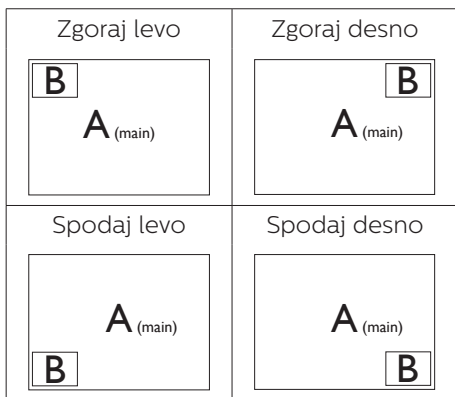 Zgoraj levo
Zgoraj desno
B
A (main)
B
A (main)
Spodaj levo
Spodaj desno
A (main)
B
A (main)
B